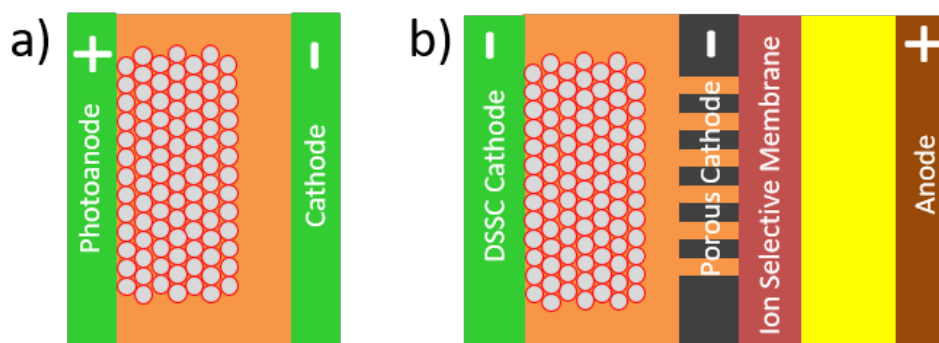 a)
+
Photoanode
-
Cathode
b)
-
DSSC Cathode
-
Porous Cathode
Ion Selective Membrane
+
Anode